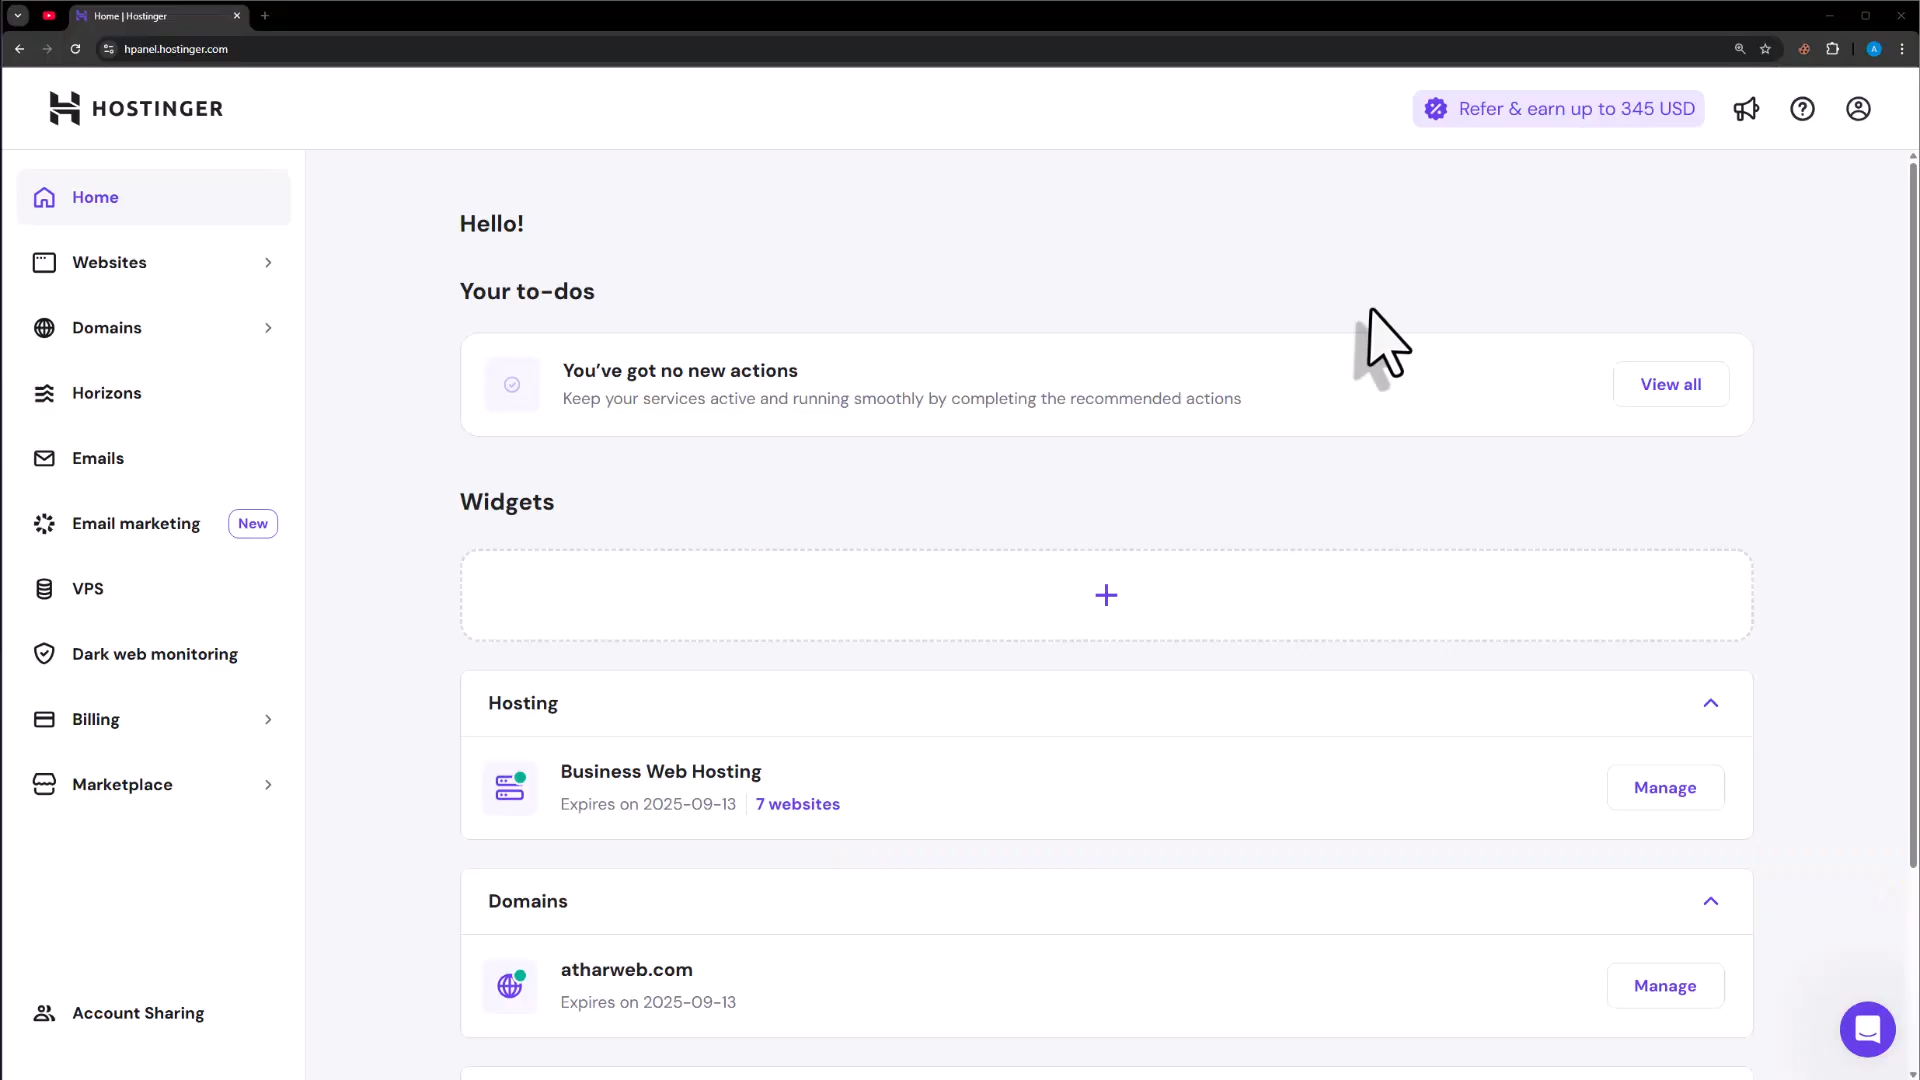 Home | Hostinger
hpanel.hostinger.com
A
HOSTINGER
Refer & earn up to 345 USD
Home
Websites
Domains
Horizons
Emails
Email marketing New
VPS
Dark web monitoring
Billing
Marketplace
Account Sharing
Hello!
Your to-dos
You’ve got no new actions
Keep your services active and running smoothly by completing the recommended actions
View all
Widgets
Hosting
Business Web Hosting
Expires on 2025-09-13 7 websites
Manage
Domains
atharweb.com
Expires on 2025-09-13
Manage